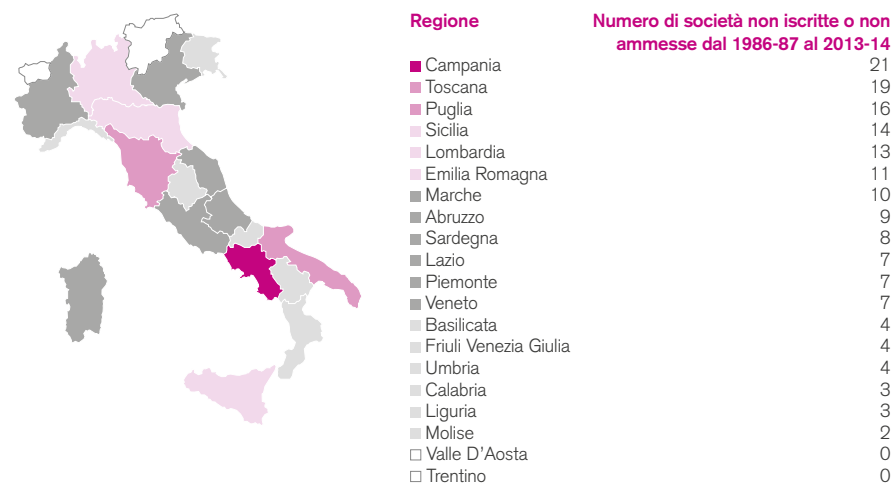 Regione Numero di società non iscritte o non
ammesse dal 1986-87 al 2013-14
Campania 21
Toscana 19
Puglia 16
Sicilia 14
Lombardia 13
Emilia Romagna 11
Marche 10
Abruzzo 9
Sardegna 8
Lazio 7
Piemonte 7
Veneto 7
Basilicata 4
Friuli Venezia Giulia 4
Umbria 4
Calabria 3
Liguria 3
Molise 2
Valle D'Aosta 0
Trentino 0